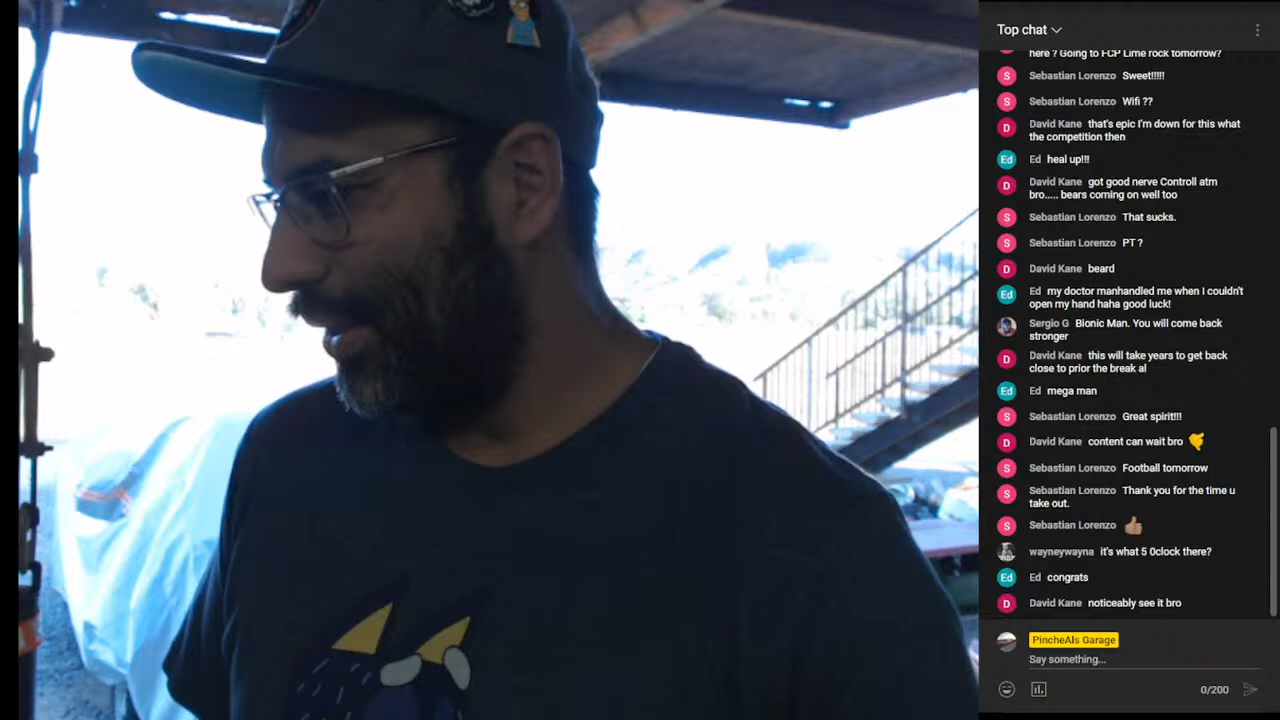 Top chat
here ? Going to FCP Lime rock tomorrow?
Sebastian Lorenzo Sweet!!!!!
Sebastian Lorenzo Wifi ??
David Kane that's epic I'm down for this what
the competition then
Ed heal up!!!
David Kane got good nerve Controll atm
bro..... bears coming on well too
Sebastian Lorenzo That sucks.
Sebastian Lorenzo PT ?
David Kane beard
Ed my doctor manhandled me when I couldn't
open my hand haha good luck!
Sergio G Bionic Man. You will come back
stronger
David Kane this will take years to get back
close to prior the break al
Ed mega man
Sebastian Lorenzo Great spirit!!!
David Kane content can wait bro
Sebastian Lorenzo Football tomorrow
Sebastian Lorenzo Thank you for the time u
take out.
Sebastian Lorenzo
wayneywayna it's what 5 0clock there?
Ed congrats
David Kane noticeably see it bro
PincheAls Garage
Say something...
0/200